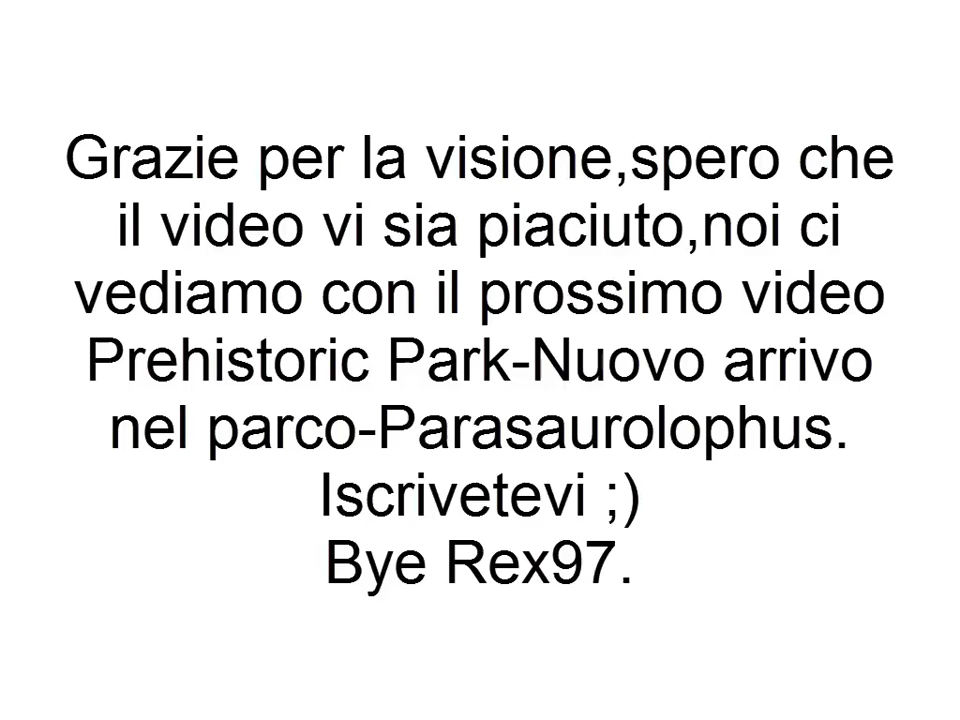 Grazie per la visione,spero che
il video vi sia piaciuto,noi ci
vediamo con il prossimo video
Prehistoric Park-Nuovo arrivo
nel parco-Parasaurolophus.
Iscrivetevi ;)
Bye Rex97.